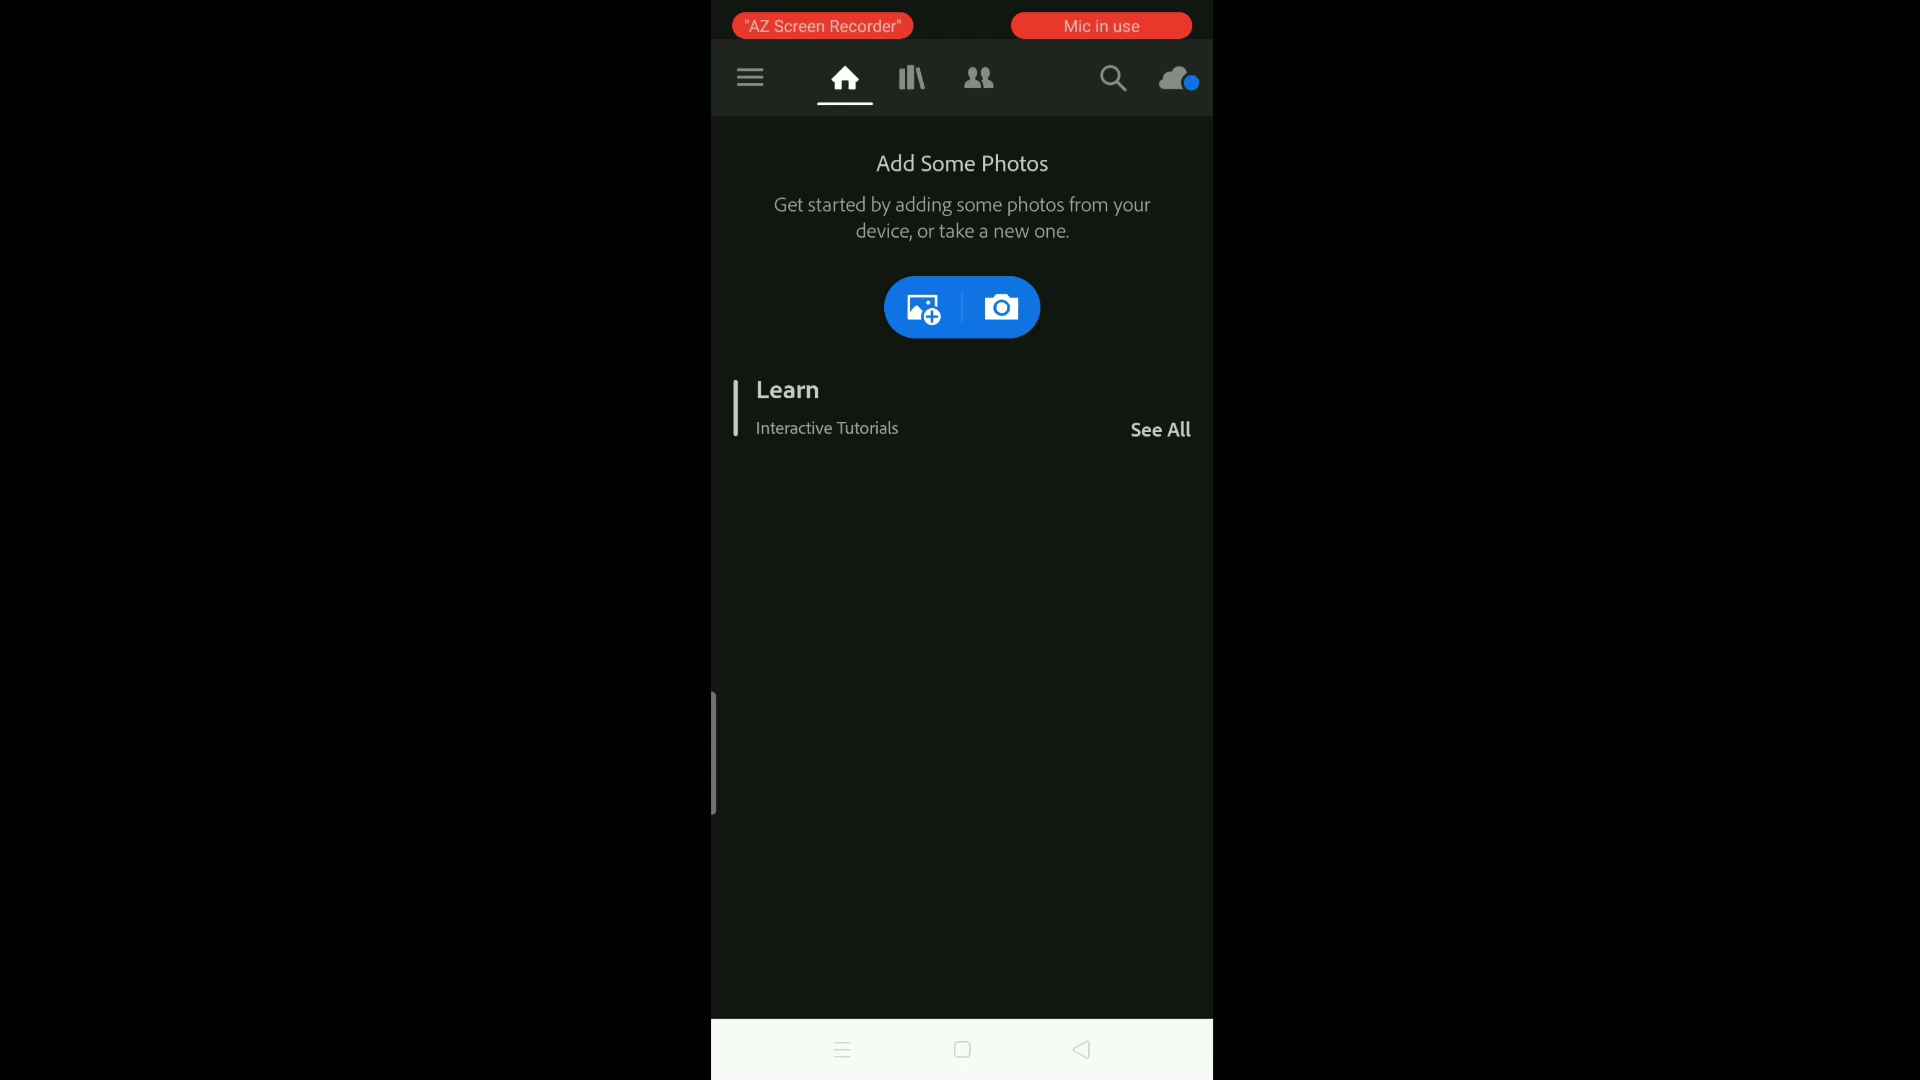 "AZ Screen Recorder"
Mic in use
Add Some Photos
Get started by adding some photos from your
device, or take a new one.
Learn
Interactive Tutorials
See All